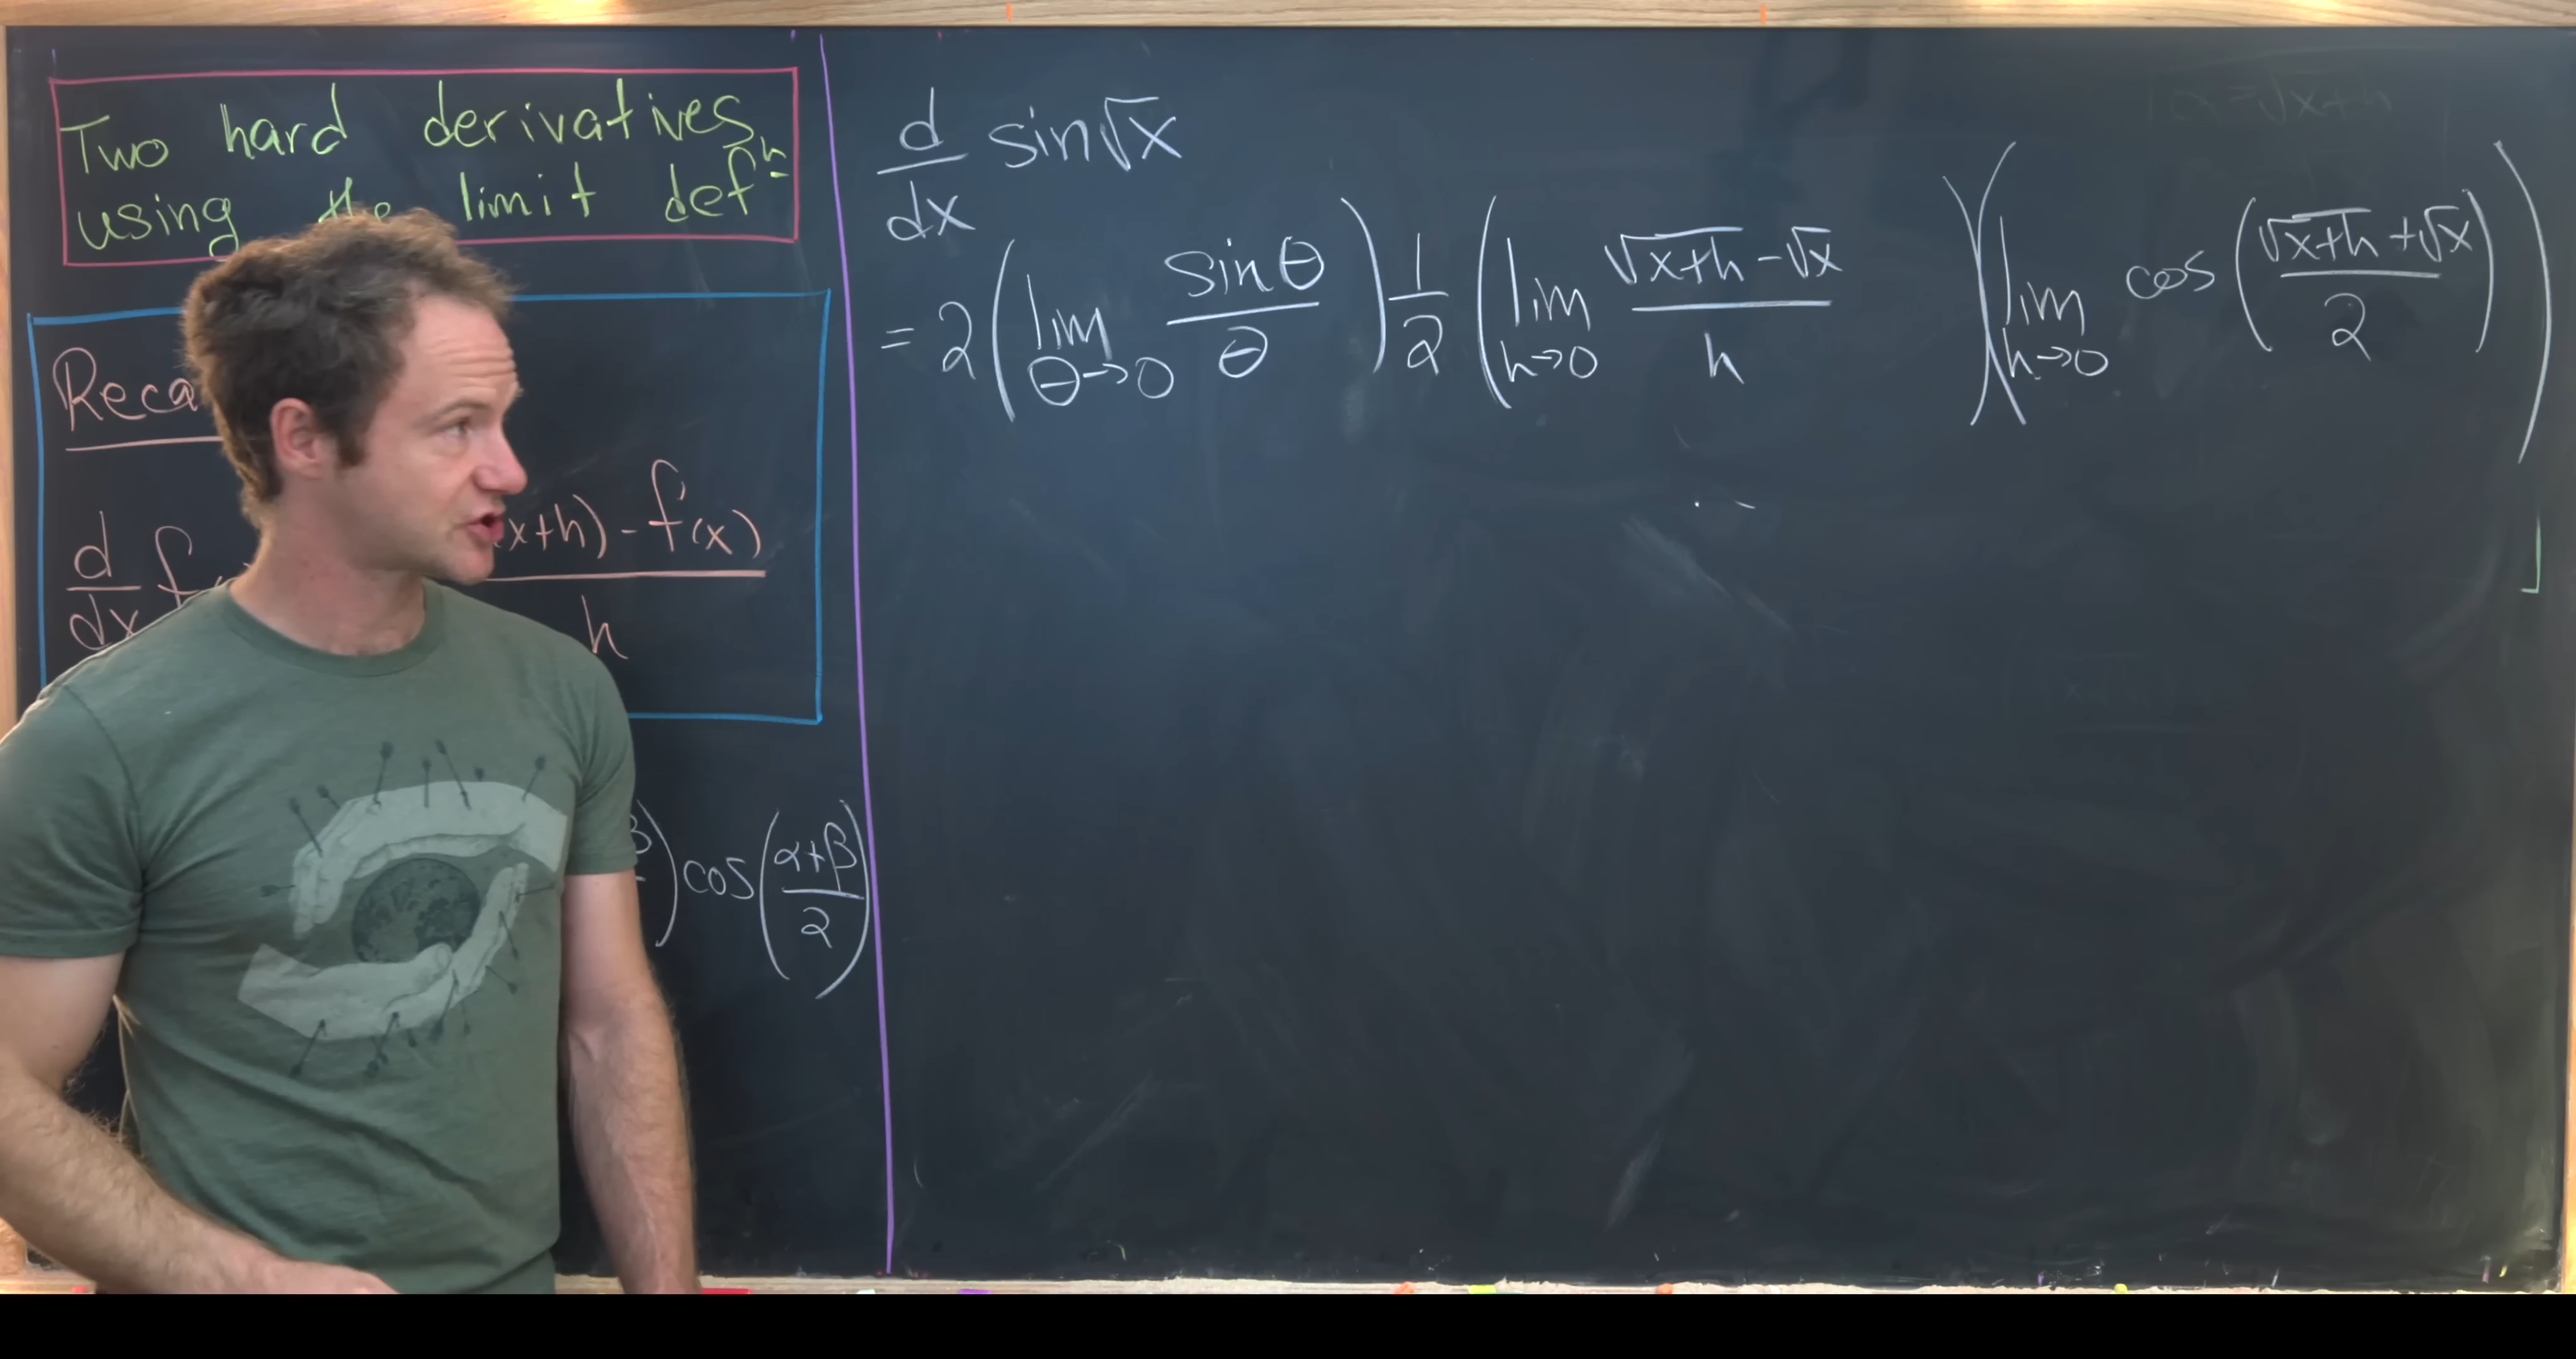 Two hard derivatives
using the limit defⁿ
d/dx f (x+h) - f(x) / h
) cos((α+β)/2)
d/dx sin√x
= 2 (lim θ→0 sinθ/θ) 1/2 (lim h→0 (√(x+h) - √x)/h) (lim h→0 cos((√(x+h) + √x)/2))